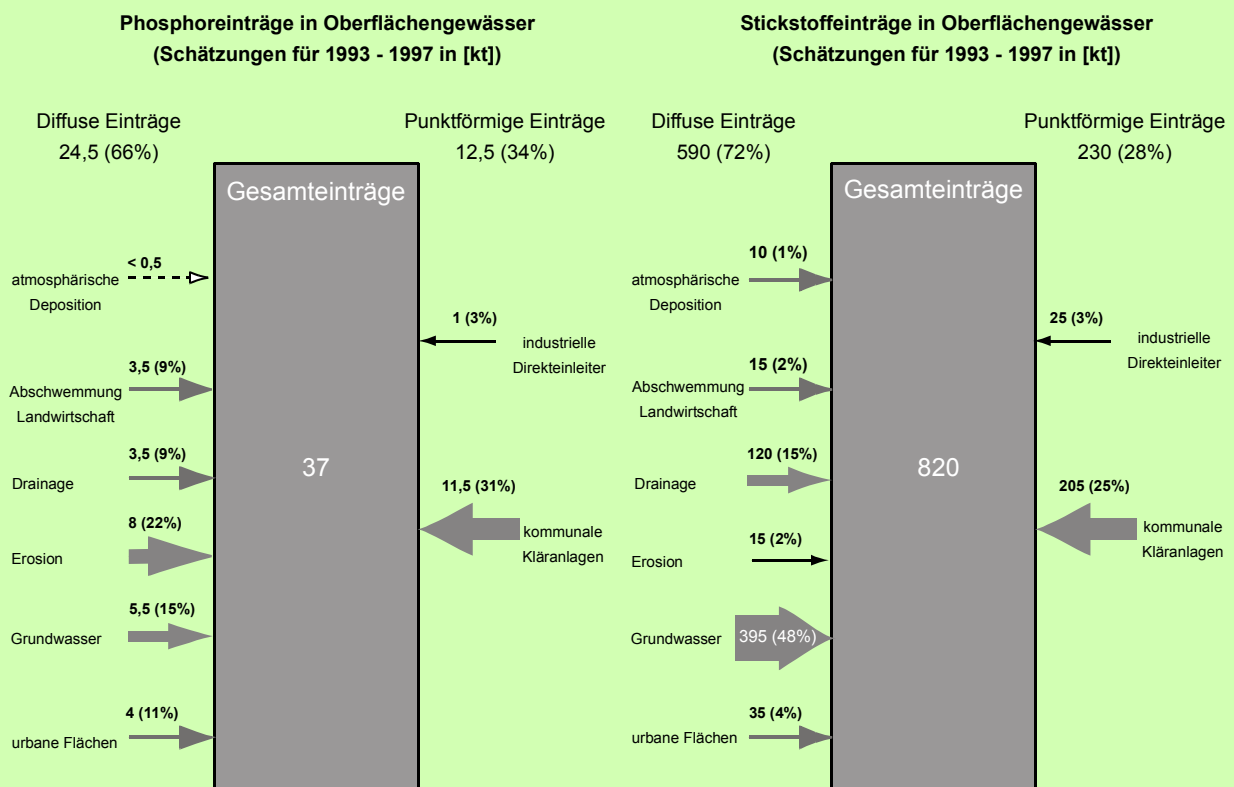 Phosphoreinträge in Oberflächengewässer
(Schätzungen für 1993 - 1997 in [kt])
Diffuse Einträge
24,5 (66%)
Punktförmige Einträge
12,5 (34%)
Gesamteinträge
< 0,5
atmosphärische
Deposition
1 (3%)
industrielle
Direkteinleiter
3,5 (9%)
Abschwemmung
Landwirtschaft
3,5 (9%)
Drainage
37
11,5 (31%)
kommunale
Kläranlagen
8 (22%)
Erosion
5,5 (15%)
Grundwasser
4 (11%)
urbane Flächen
Stickstoffeinträge in Oberflächengewässer
(Schätzungen für 1993 - 1997 in [kt])
Diffuse Einträge
590 (72%)
Punktförmige Einträge
230 (28%)
Gesamteinträge
10 (1%)
atmosphärische
Deposition
25 (3%)
industrielle
Direkteinleiter
15 (2%)
Abschwemmung
Landwirtschaft
120 (15%)
Drainage
820
205 (25%)
kommunale
Kläranlagen
15 (2%)
Erosion
Grundwasser
395 (48%)
35 (4%)
urbane Flächen